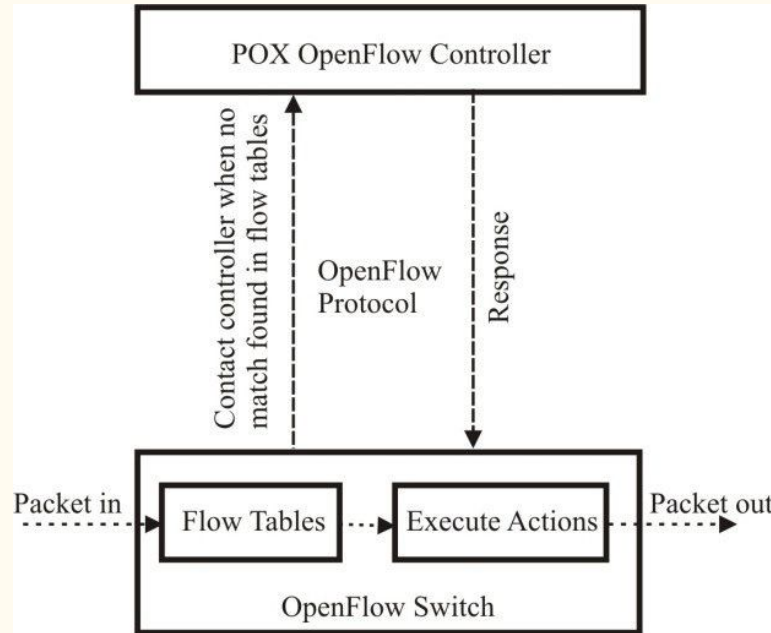 POX OpenFlow Controller
Contact controller when no
match found in flow tables
OpenFlow
Protocol
Response
Packet in
Flow Tables
Execute Actions
Packet out
OpenFlow Switch